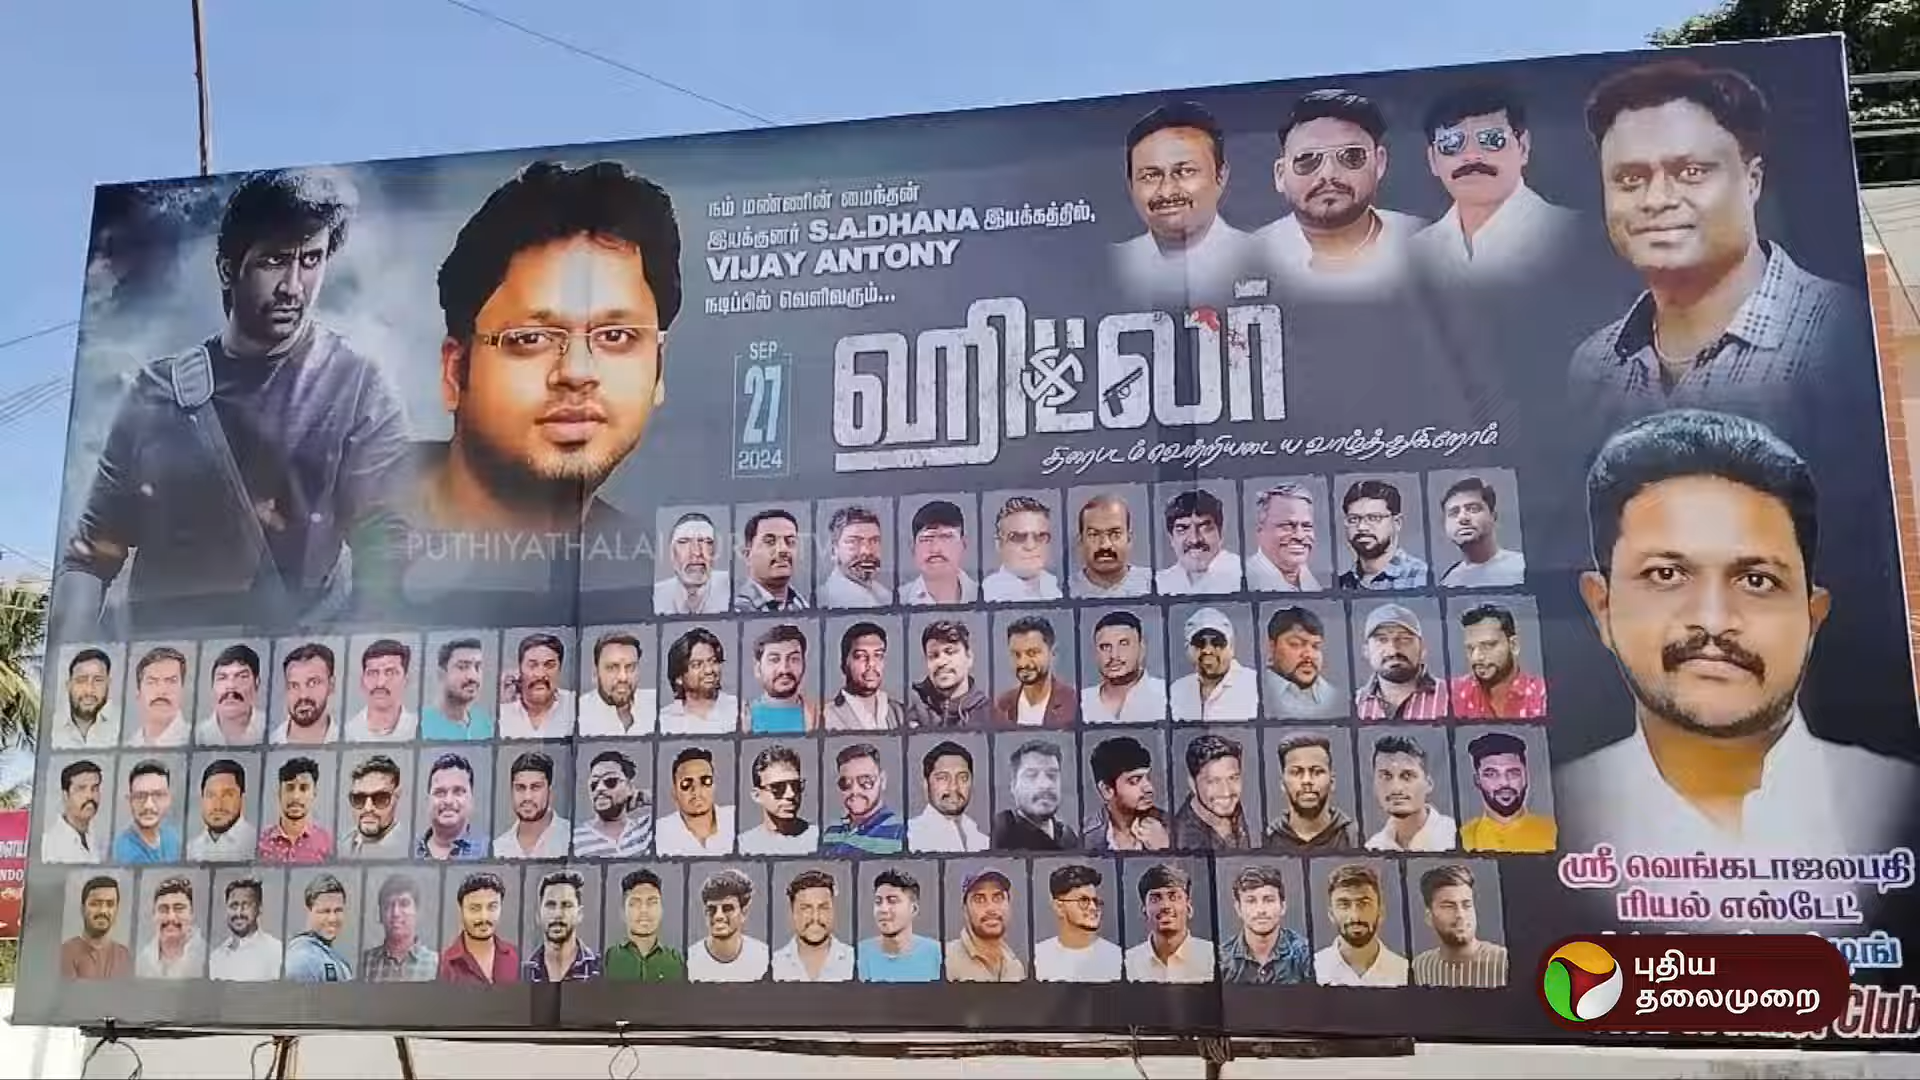 நம் மண்ணின் மைந்தன்
இயக்குனர் S.A.DHANA இயக்கத்தில்,
VIJAY ANTONY
நடிப்பில் வெளிவரும்...
SEP
27
2024
ஹிட்லர்
திரைபடம் வெற்றியடைய வாழ்த்துகிறோம்.
PUTHIYATHALAIMURAI TV
ஸ்ரீ வெங்கடாஜலபதி
ரியல் எஸ்டேட்
Club
புதிய
தலைமுறை